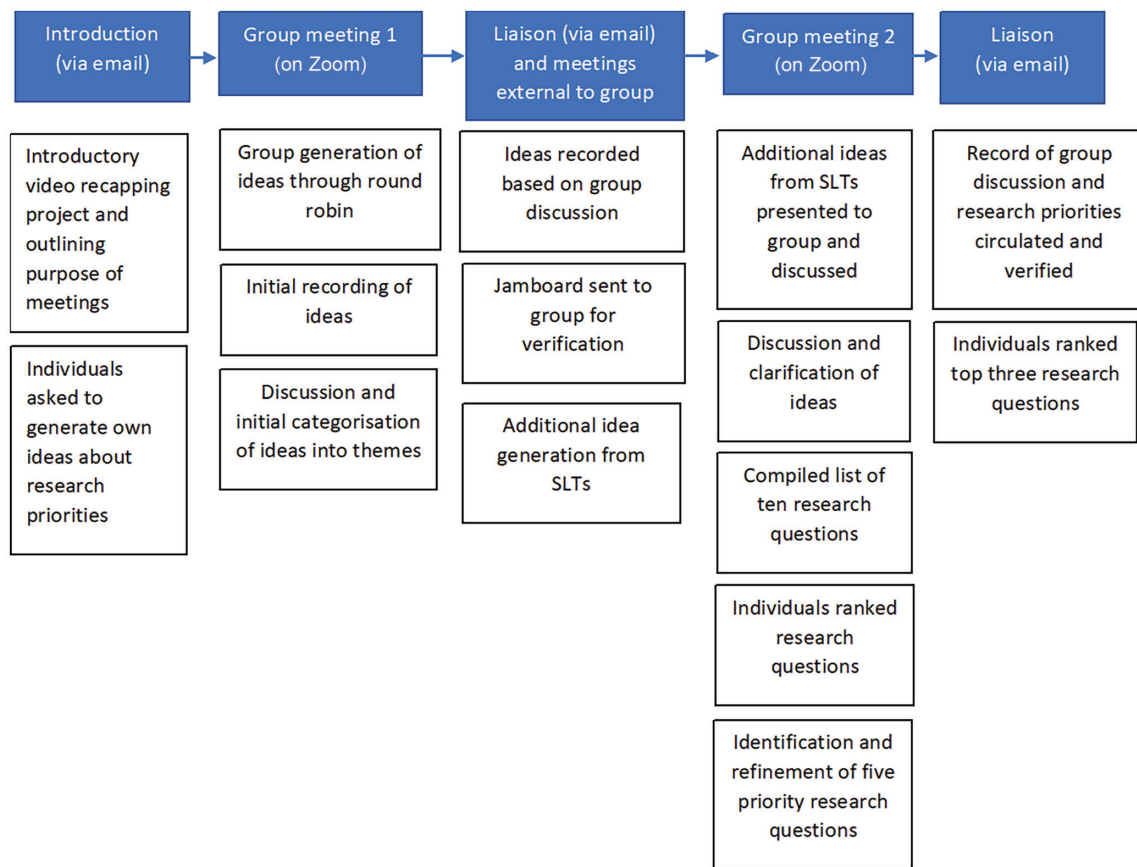 Introduction
(via email)
Group meeting 1
(on Zoom)
Liaison (via email)
and meetings
external to group
Group meeting 2
(on Zoom)
Liaison
(via email)
Introductory
video recapping
project and
outlining
purpose of
meetings
Individuals
asked to
generate own
ideas about
research
priorities
Group generation of
ideas through round
robin
Initial recording of
ideas
Discussion and
initial categorisation
of ideas into themes
Ideas recorded
based on group
discussion
Jamboard sent to
group for
verification
Additional idea
generation from
SLTs
Additional ideas
from SLTs
presented to
group and
discussed
Discussion and
clarification of
ideas
Compiled list of
ten research
questions
Individuals ranked
research
questions
Identification and
refinement of five
priority research
questions
Record of group
discussion and
research priorities
circulated and
verified
Individuals ranked
top three research
questions